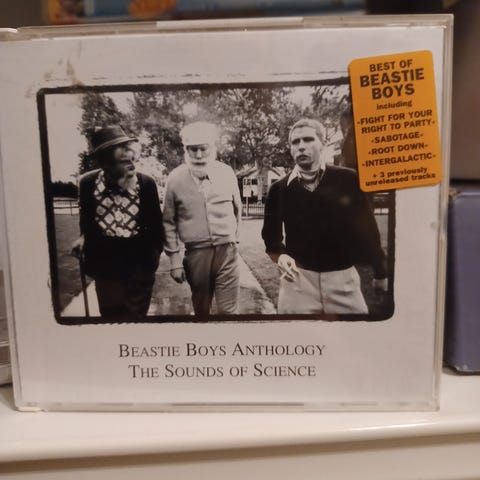 BEST OF
BEASTIE
BOYS
including
-FIGHT FOR YOUR
RIGHT TO PARTY-
-SABOTAGE-
-ROOT DOWN-
-INTERGALACTIC-
+ 3 previously
unreleased tracks
BEASTIE BOYS ANTHOLOGY
THE SOUNDS OF SCIENCE